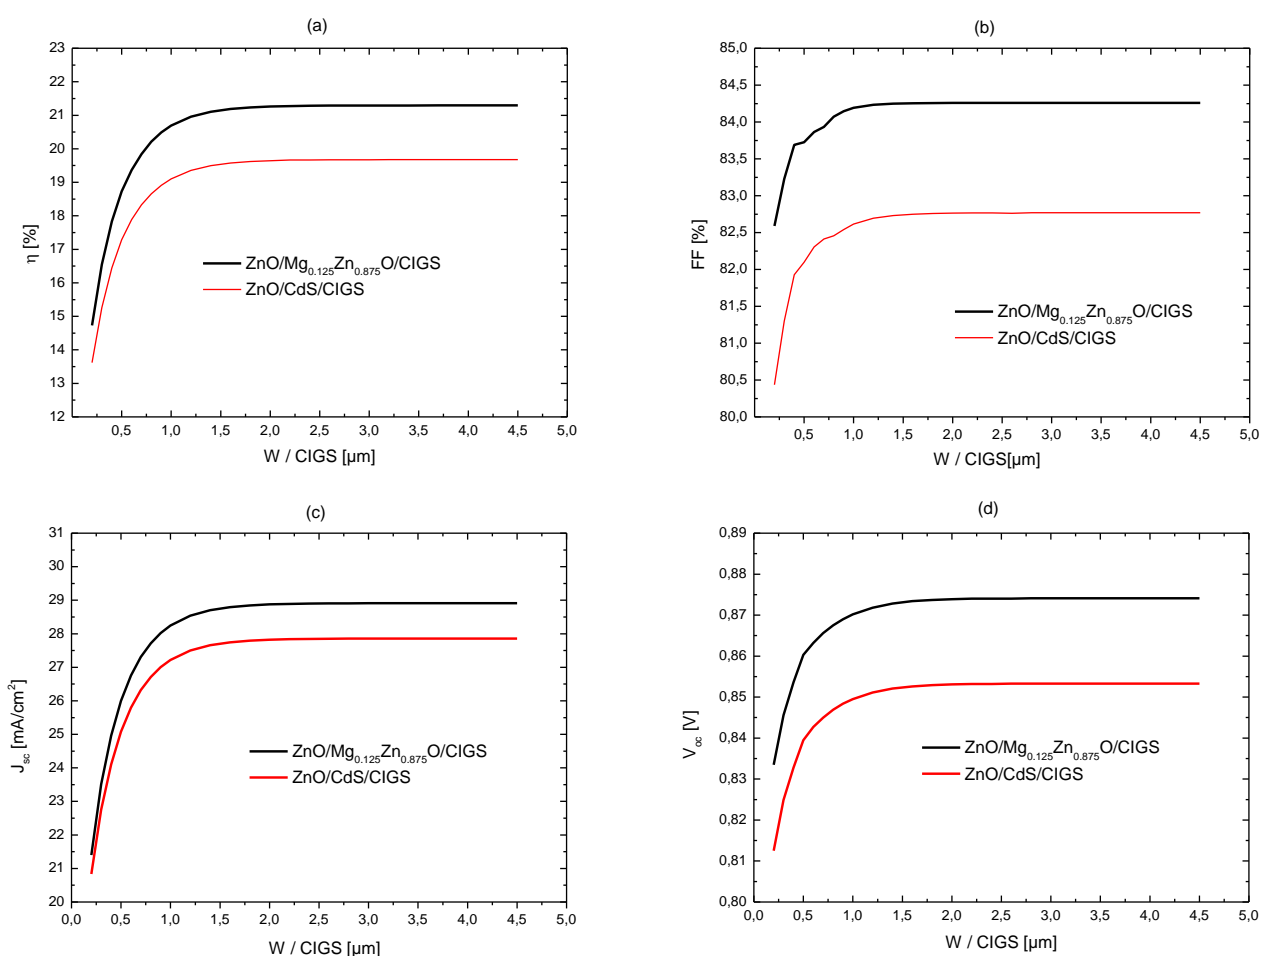 (a)
23
22
21
20
19
18
17
16
15
14
13
12
η [%]
ZnO/Mg0.125Zn0.875O/CIGS
ZnO/CdS/CIGS
0,5 1,0 1,5 2,0 2,5 3,0 3,5 4,0 4,5 5,0
W / CIGS [µm]
(b)
85,0
84,5
84,0
83,5
83,0
82,5
82,0
81,5
81,0
80,5
80,0
FF [%]
ZnO/Mg0.125Zn0.875O/CIGS
ZnO/CdS/CIGS
0,5 1,0 1,5 2,0 2,5 3,0 3,5 4,0 4,5 5,0
W / CIGS[µm]
(c)
31
30
29
28
27
26
25
24
23
22
21
20
Jsc [mA/cm2]
ZnO/Mg0.125Zn0.875O/CIGS
ZnO/CdS/CIGS
0,0 0,5 1,0 1,5 2,0 2,5 3,0 3,5 4,0 4,5 5,0
W / CIGS [µm]
(d)
0,89
0,88
0,87
0,86
0,85
0,84
0,83
0,82
0,81
0,80
Voc [V]
ZnO/Mg0.125Zn0.875O/CIGS
ZnO/CdS/CIGS
0,0 0,5 1,0 1,5 2,0 2,5 3,0 3,5 4,0 4,5 5,0
W / CIGS [µm]